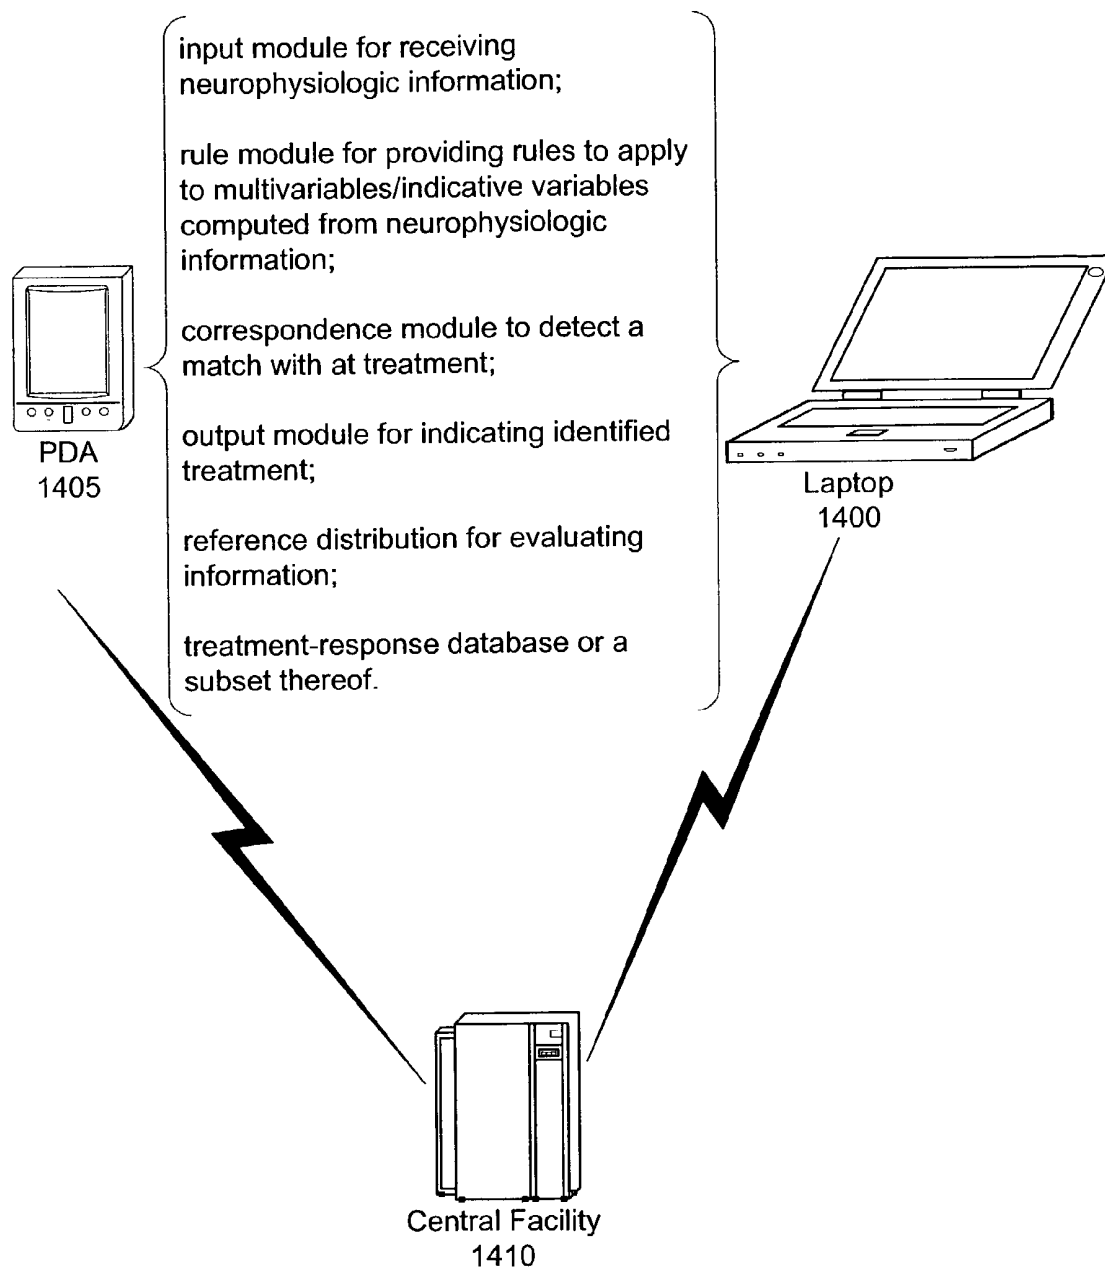 input module for receiving
neurophysiologic information;
rule module for providing rules to apply
to multivariables/indicative variables
computed from neurophysiologic
information;
correspondence module to detect a
match with at treatment;
output module for indicating identified
treatment;
reference distribution for evaluating
information;
treatment-response database or a
subset thereof.
PDA
1405
Laptop
1400
Central Facility
1410